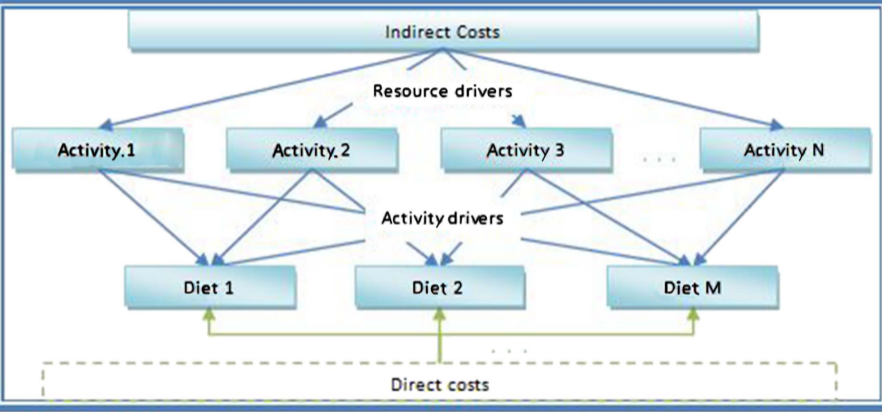 Indirect Costs
Resource drivers
Activity.1
Activity.2
Activity 3
. . .
Activity N
Activity drivers
Diet 1
Diet 2
Diet M
. . .
Direct costs